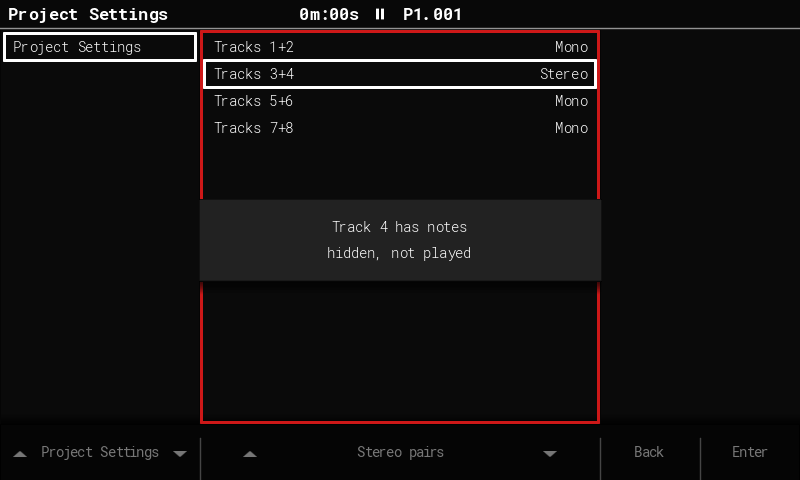 Project Settings 0m:00s P1.001
Project Settings
Tracks 1+2 Mono
Tracks 3+4 Stereo
Tracks 5+6 Mono
Tracks 7+8 Mono
Track 4 has notes
hidden, not played
Project Settings Stereo pairs Back Enter